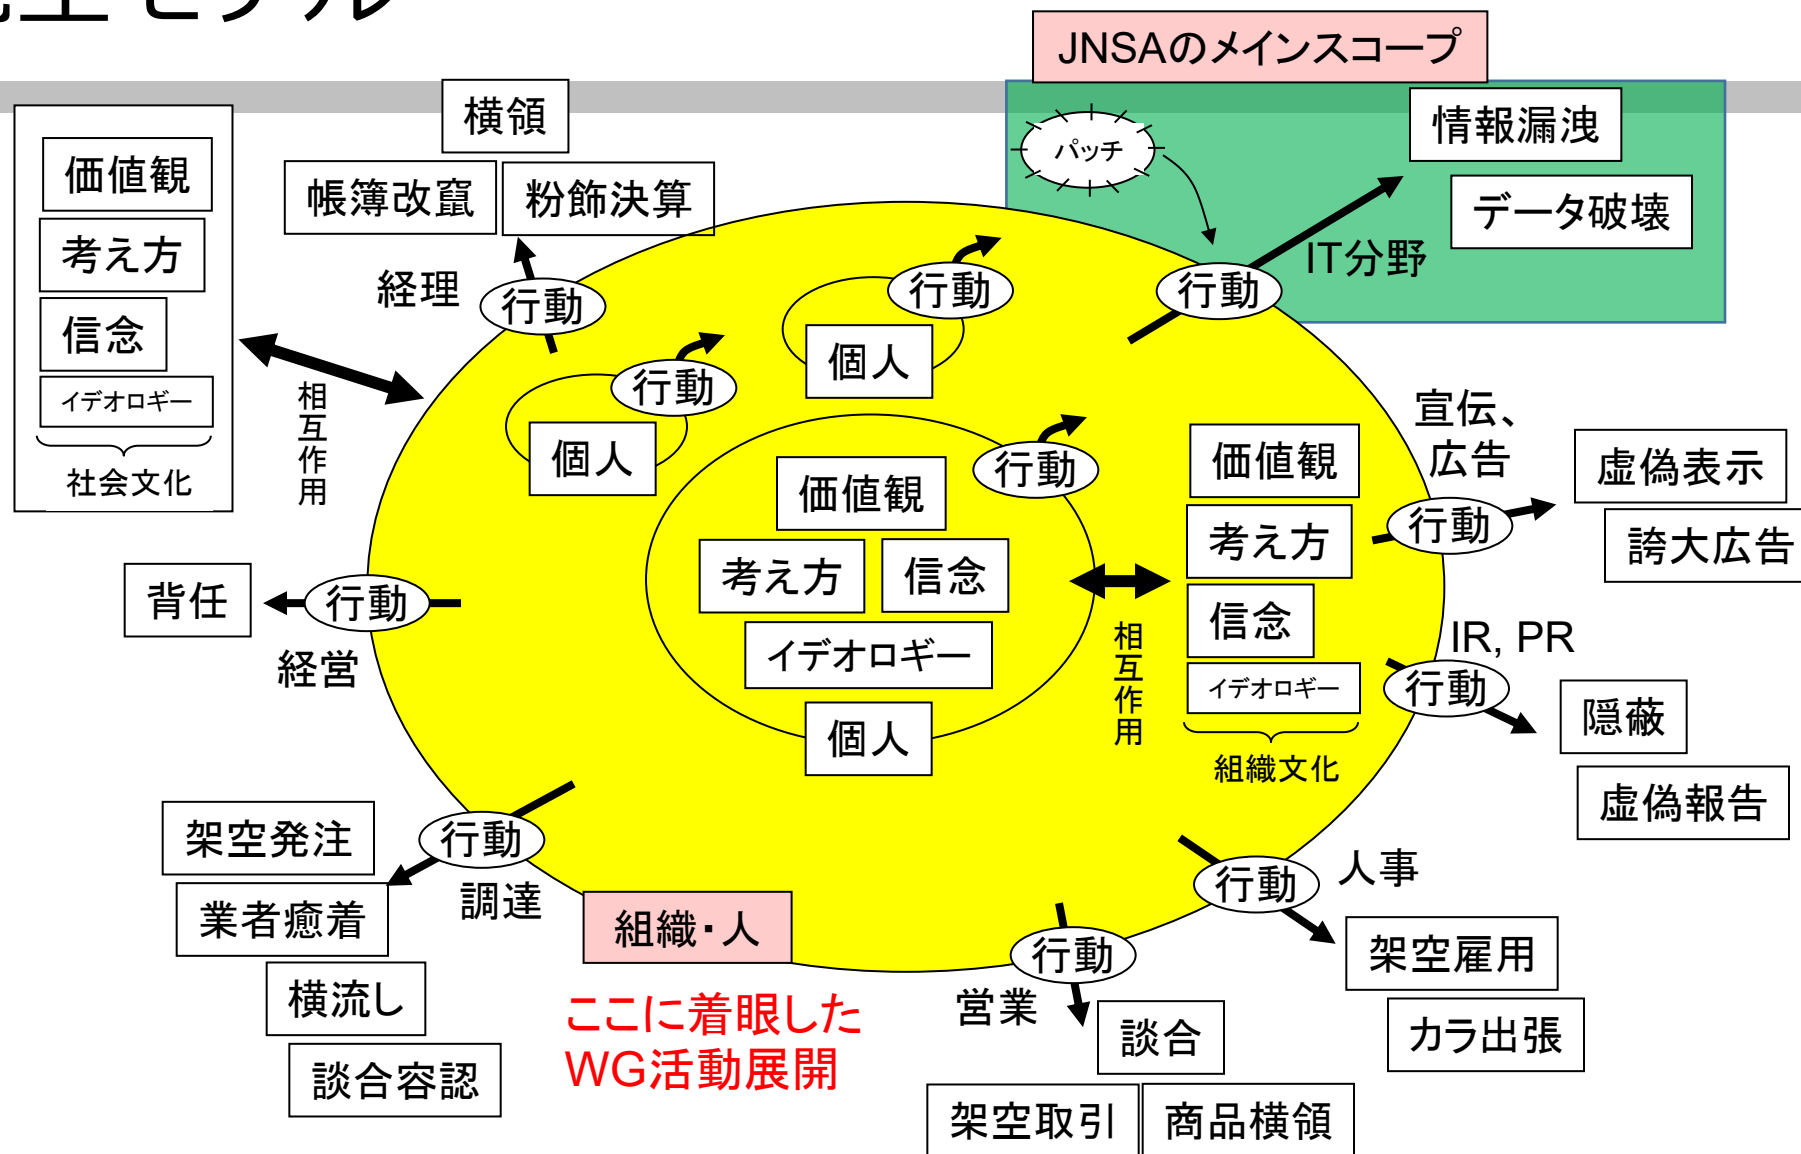 モデル
JNSAのメインスコープ
横領
情報漏洩
パッチ
価値観
帳簿改竄
粉飾決算
データ破壊
考え方
IT分野
経理
行動
行動
行動
信念
個人
行動
イデオロギー
相互作用
社会文化
個人
宣伝、
広告
行動
価値観
価値観
虚偽表示
行動
考え方
誇大広告
考え方
信念
背任
行動
信念
相互作用
IR, PR
イデオロギー
経営
イデオロギー
行動
隠蔽
個人
組織文化
虚偽報告
架空発注
行動
人事
行動
業者癒着
調達
組織・人
行動
架空雇用
横流し
ここに着眼した
WG活動展開
営業
談合
カラ出張
談合容認
架空取引
商品横領